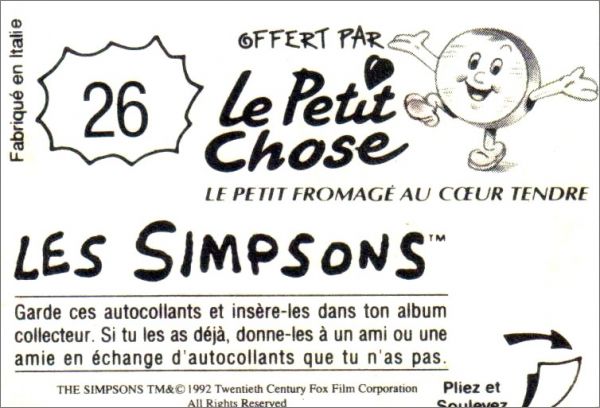 Fabriqué en Italie
26
OFFERT PAR
Le Petit
Chose
LE PETIT FROMAGÉ AU CŒUR TENDRE
LES SIMPSONS™
Garde ces autocollants et insère-les dans ton album
collecteur. Si tu les as déjà, donne-les à un ami ou une
amie en échange d'autocollants que tu n'as pas.
THE SIMPSONS TM&© 1992 Twentieth Century Fox Film Corporation
All Rights Reserved
Pliez et
Soulevez